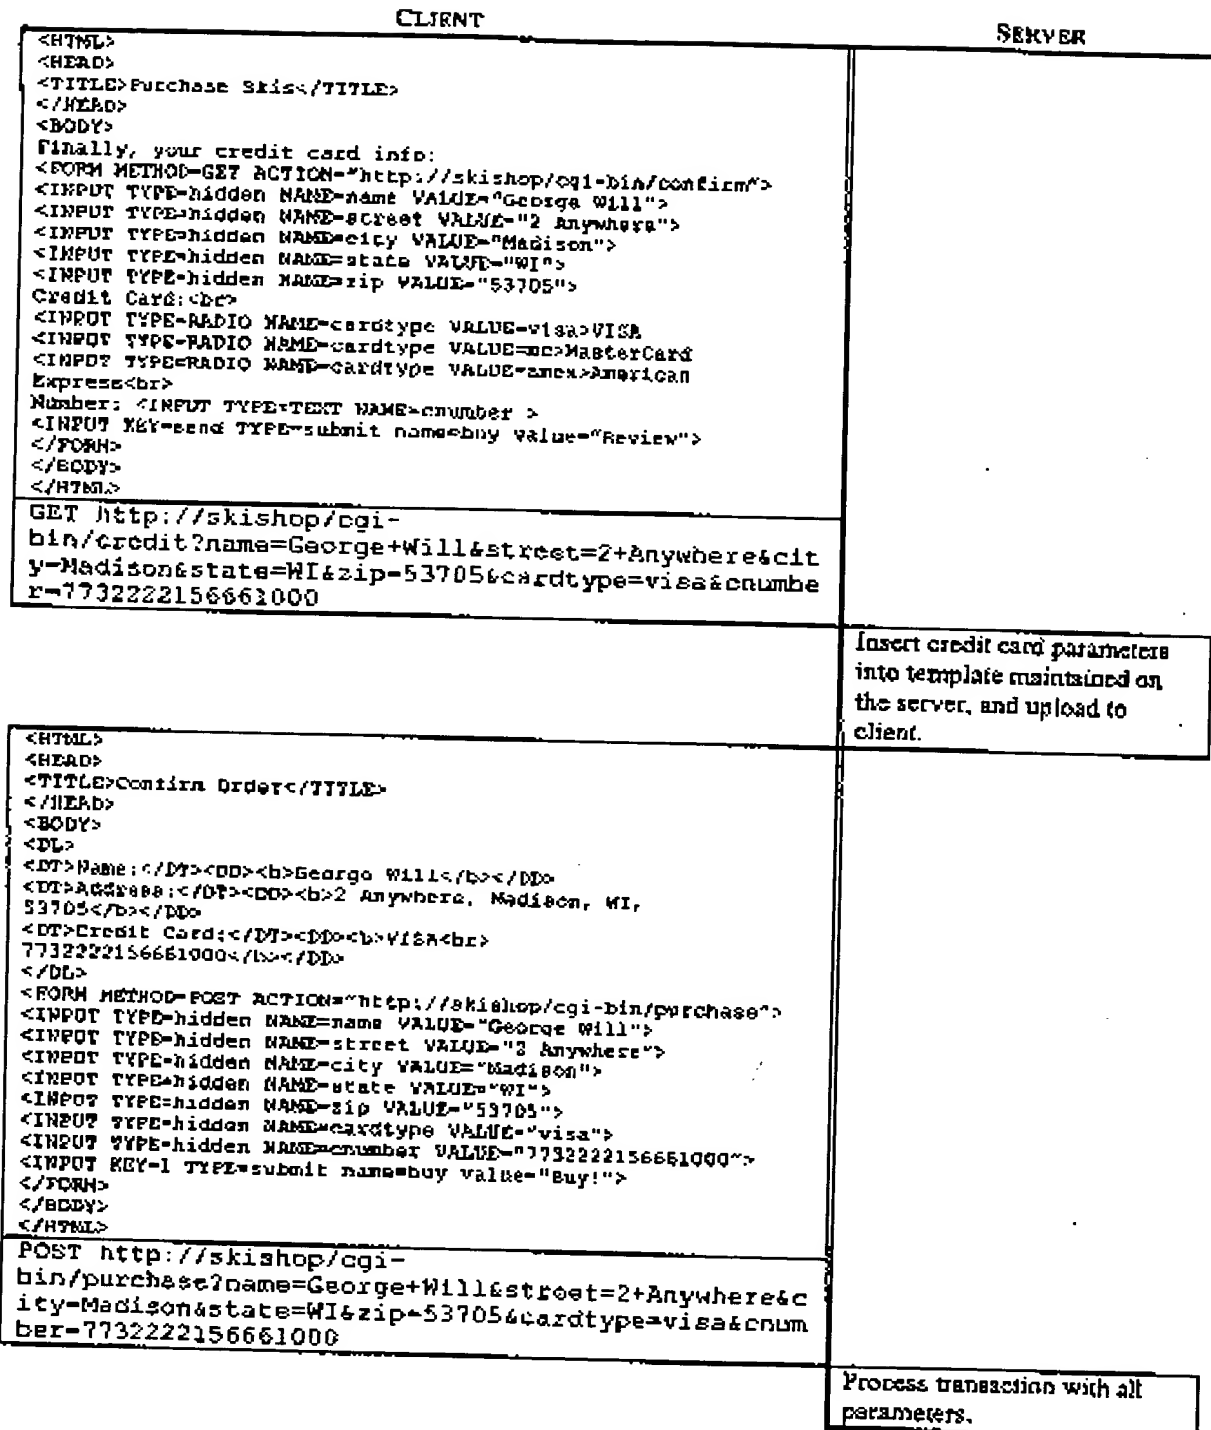 CLIENT
SERVER
<HTML>
<HEAD>
<TITLE>Purchase Skis</TITLE>
</HEAD>
<BODY>
Finally, your credit card info:
<FORM METHOD=GET ACTION="http://skishop/cgi-bin/confirm">
<INPUT TYPE=hidden NAME=name VALUE="George Will">
<INPUT TYPE=hidden NAME=street VALUE="2 Anywhere">
<INPUT TYPE=hidden NAME=city VALUE="Madison">
<INPUT TYPE=hidden NAME=state VALUE="WI">
<INPUT TYPE=hidden NAME=zip VALUE="53705">
Credit Card:<br>
<INPUT TYPE=RADIO NAME=cardtype VALUE=visa>VISA
<INPUT TYPE=RADIO NAME=cardtype VALUE=mc>MasterCard
<INPUT TYPE=RADIO NAME=cardtype VALUE=amex>American
Express<br>
Number: <INPUT TYPE=TEXT NAME=cnumber >
<INPUT KEY=send TYPE=submit name=buy value="Review">
</FORM>
</BODY>
</HTML>
GET http://skishop/cgi-
bin/credit?name=George+Will&street=2+Anywhere&cit
y=Madison&state=WI&zip=53705&cardtype=visa&cnumbe
r=7732222156661000
Insert credit card parameters
into template maintained on
the server, and upload to
client.
<HTML>
<HEAD>
<TITLE>Confirm Order</TITLE>
</HEAD>
<BODY>
<DL>
<DT>Name:</DT><DD><b>George Will</b></DD>
<DT>Address:</DT><DD><b>2 Anywhere, Madison, WI,
53705</b></DD>
<DT>Credit Card:</DT><DD><b>VISA<br>
7732222156661000</b></DD>
</DL>
<FORM METHOD=POST ACTION="http://skishop/cgi-bin/purchase">
<INPUT TYPE=hidden NAME=name VALUE="George Will">
<INPUT TYPE=hidden NAME=street VALUE="2 Anywhere">
<INPUT TYPE=hidden NAME=city VALUE="Madison">
<INPUT TYPE=hidden NAME=state VALUE="WI">
<INPUT TYPE=hidden NAME=zip VALUE="53705">
<INPUT TYPE=hidden NAME=cardtype VALUE="visa">
<INPUT TYPE=hidden NAME=cnumber VALUE="7732222156661000">
<INPUT KEY=1 TYPE=submit name=buy value="Buy!">
</FORM>
</BODY>
</HTML>
POST http://skishop/cgi-
bin/purchase?name=George+Will&street=2+Anywhere&c
ity=Madison&state=WI&zip=53705&cardtype=visa&cnum
ber=7732222156661000
Process transaction with all
parameters.